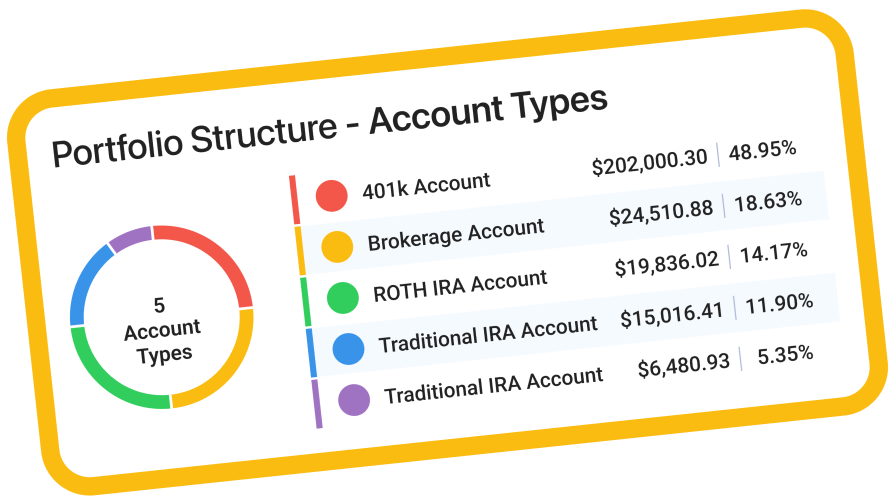 Portfolio Structure - Account Types
5
Account
Types
401k Account $202,000.30 48.95%
Brokerage Account $24,510.88 18.63%
ROTH IRA Account $19,836.02 14.17%
Traditional IRA Account $15,016.41 11.90%
Traditional IRA Account $6,480.93 5.35%